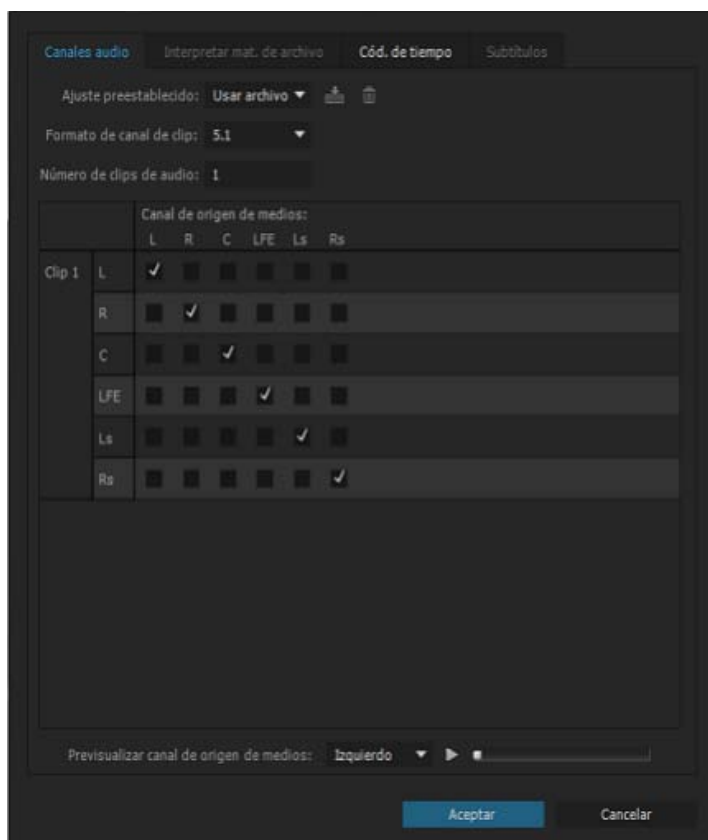 Canales audio Interpretar mat. de archivo Cód. de tiempo Subtítulos
Ajuste preestablecido: Usar archivo
Formato de canal de clip: 5.1
Número de clips de audio: 1
Canal de origen de medios:
L R C LFE Ls Rs
Clip 1 L
R
C
LFE
Ls
Rs
Previsualizar canal de origen de medios: Izquierdo
Aceptar Cancelar